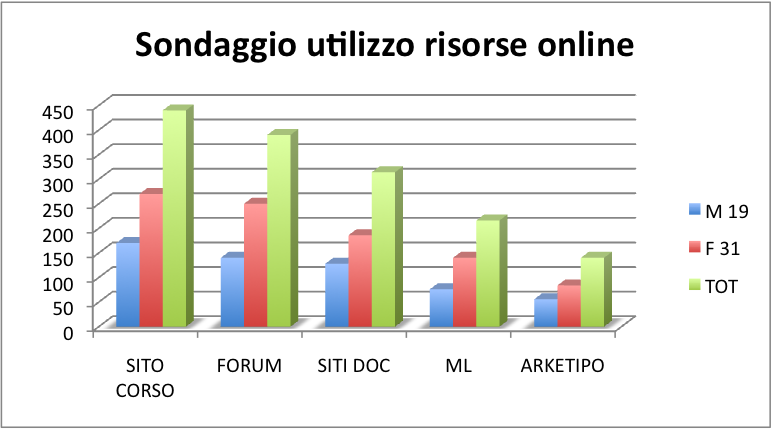 Sondaggio utilizzo risorse online
450
400
350
300
250
200
150
100
50
0
SITO CORSO
FORUM
SITI DOC
ML
ARKETIPO
M 19
F 31
TOT